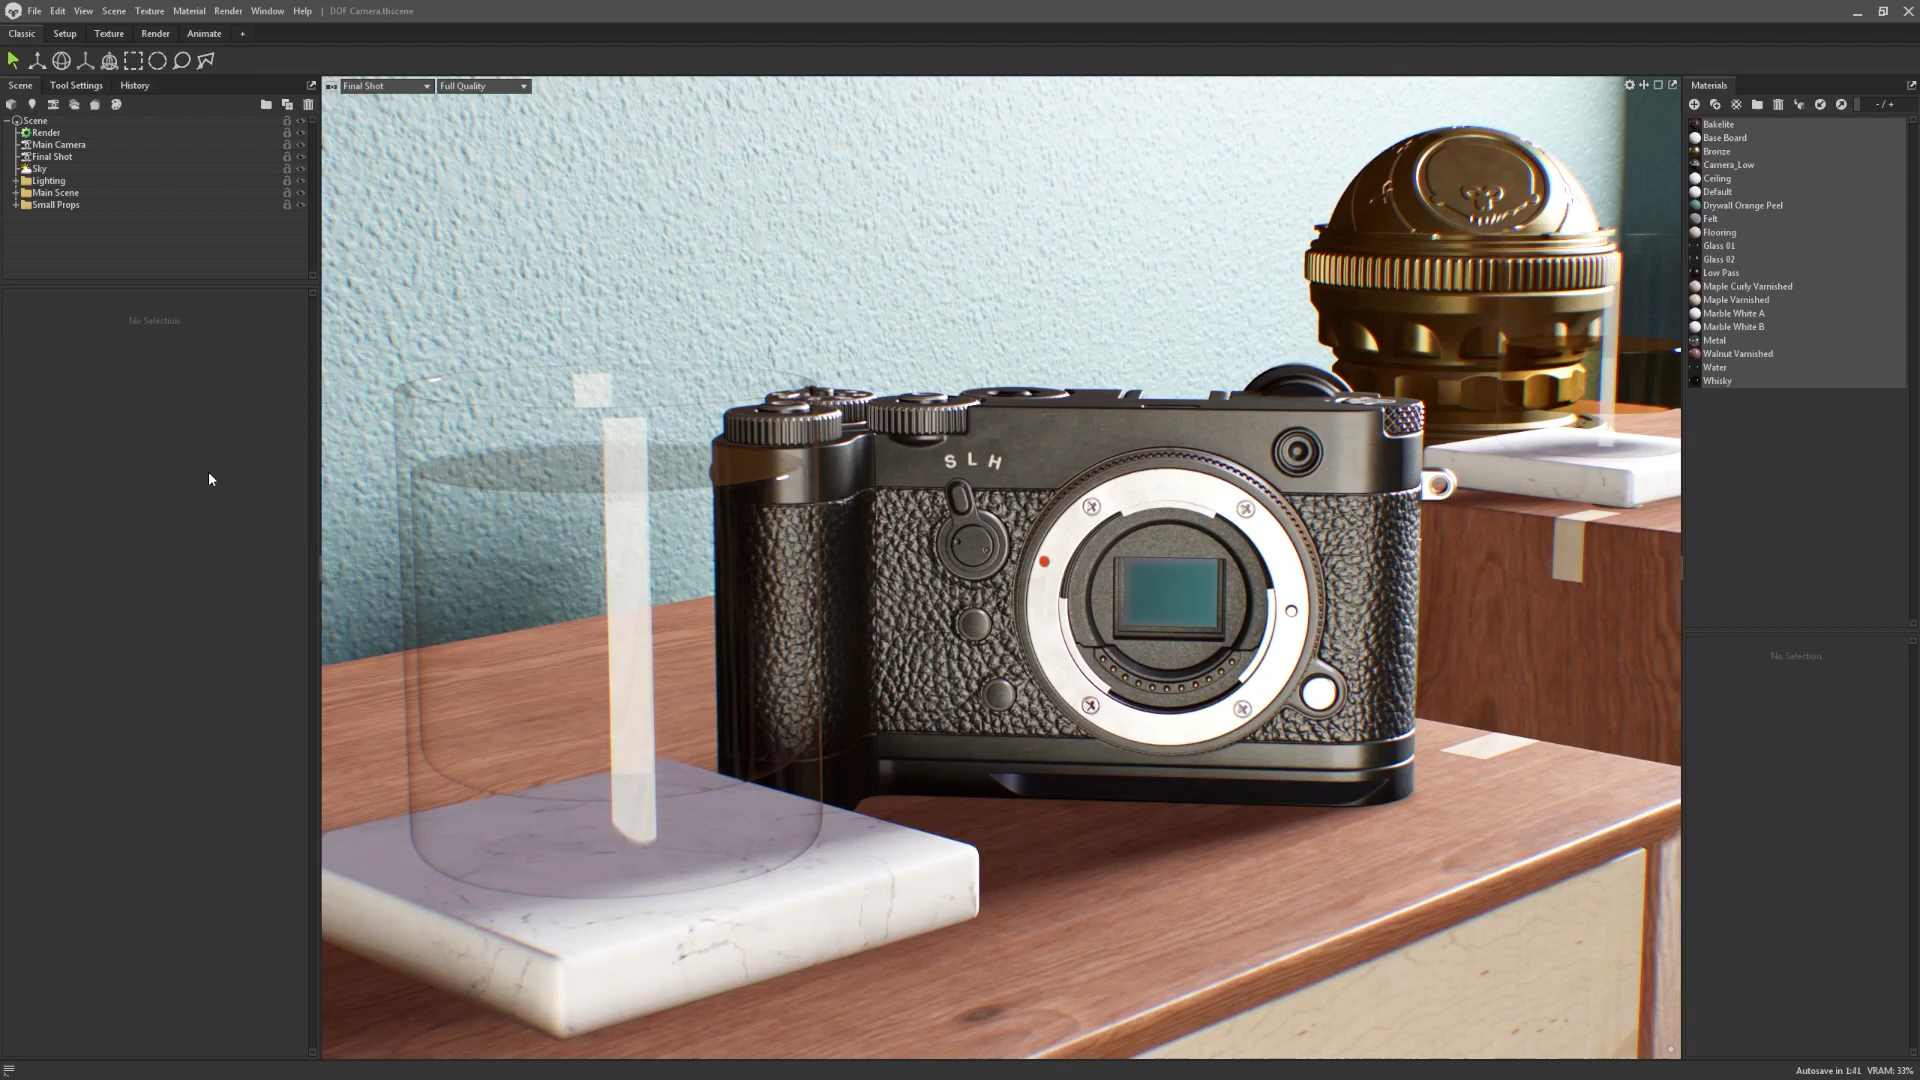 File Edit View Scene Texture Material Render Window Help | DOF Camera.tbscene
Classic Setup Texture Render Animate +
Scene Tool Settings History
Final Shot Full Quality
Materials
- / +
Scene
Render
Main Camera
Final Shot
Sky
Lighting
Main Scene
Small Props
No Selection
S L H
Bakelite
Base Board
Bronze
Camera_Low
Ceiling
Default
Drywall Orange Peel
Felt
Flooring
Glass 01
Glass 02
Low Pass
Maple Curly Varnished
Maple Varnished
Marble White A
Marble White B
Metal
Walnut Varnished
Water
Whisky
No Selection
Autosave in 1:41 VRAM: 33%